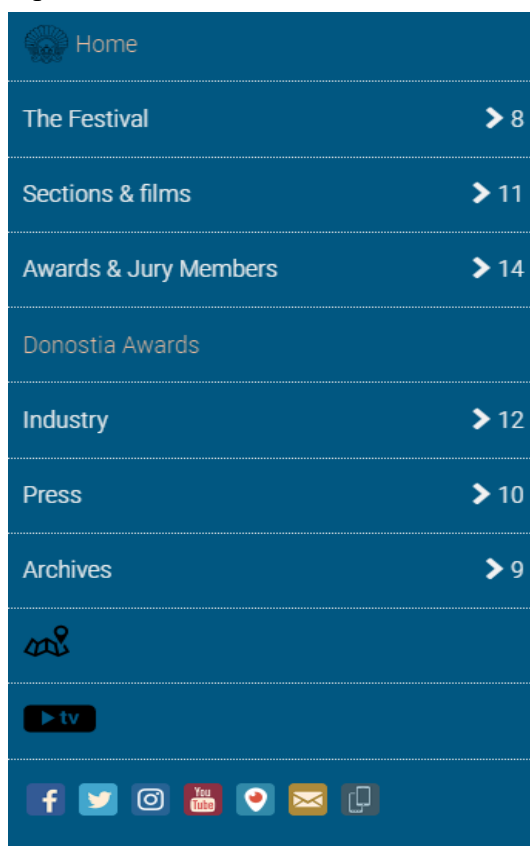 Home
The Festival 8
Sections & films 11
Awards & Jury Members 14
Donostia Awards
Industry 12
Press 10
Archives 9
tv
You Tube